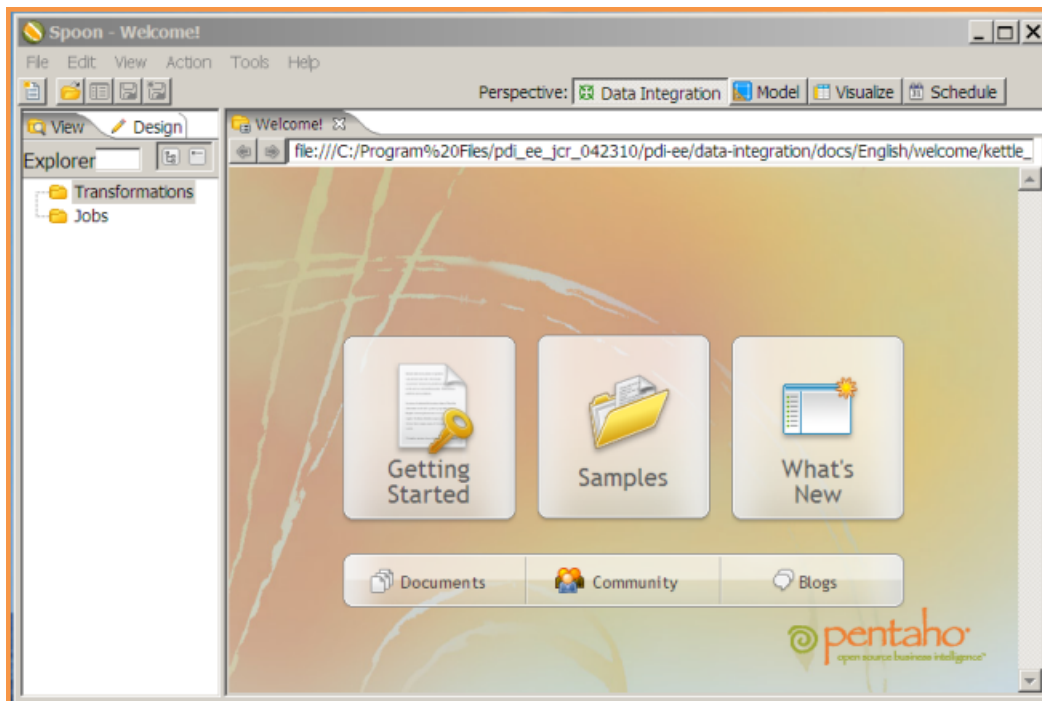 Spoon - Welcome!
File Edit View Action Tools Help
Perspective: Data Integration Model Visualize Schedule
View Design Welcome!
Explorer file:///C:/Program%20Files/pdi_ee_jcr_042310/pdi-ee/data-integration/docs/English/welcome/kettle_
Transformations
Jobs
Getting
Started
Samples
What's
New
Documents Community Blogs
pentaho
open source business intelligence™